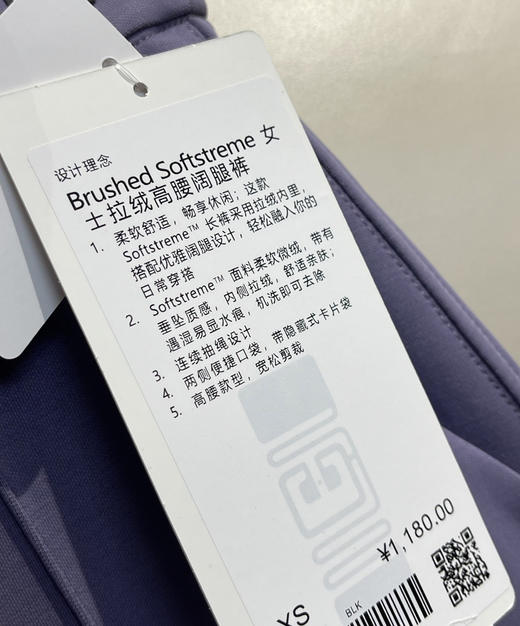 设计理念
Brushed Softstreme 女
士拉绒高腰阔腿裤
1. 柔软舒适，畅享休闲：这款
Softstreme™ 长裤采用拉绒内里，
搭配优雅阔腿设计，轻松融入你的
日常穿搭
2. Softstreme™ 面料柔软微绒，带有
垂坠质感，内侧拉绒，舒适亲肤；
遇湿易显水痕，机洗即可去除
3. 连续抽绳设计
4. 两侧便捷口袋，带隐藏式卡片袋
5. 高腰款型，宽松剪裁
¥1,180.00
XS
BLK